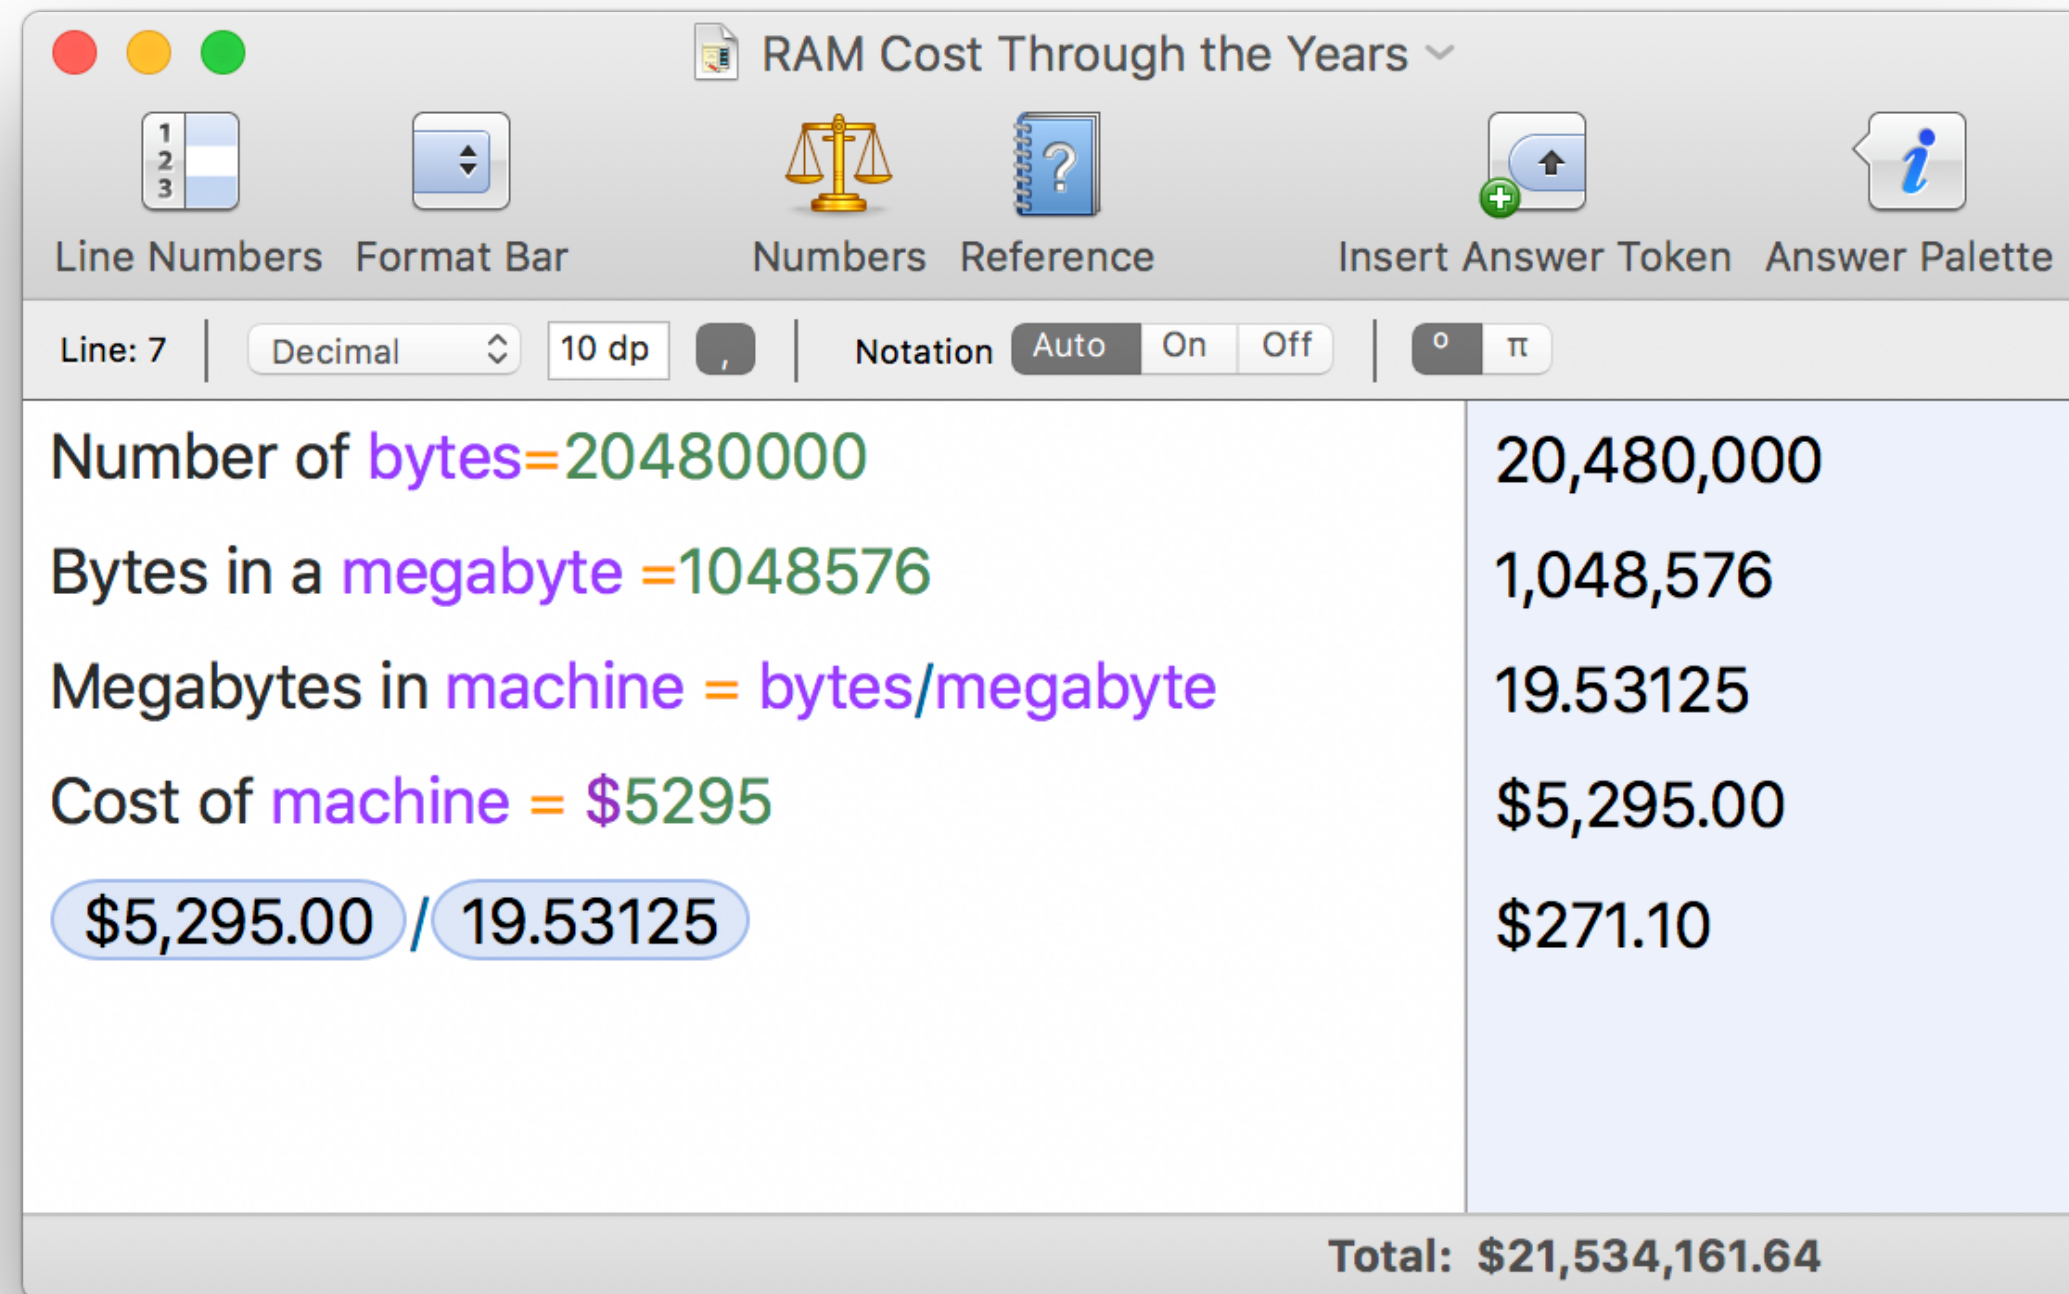 RAM Cost Through the Years
1
2
3
Line Numbers Format Bar Numbers Reference Insert Answer Token Answer Palette
Line: 7 Decimal 10 dp , Notation Auto On Off º π
Number of bytes=20480000 20,480,000
Bytes in a megabyte =1048576 1,048,576
Megabytes in machine = bytes/megabyte 19.53125
Cost of machine = $5295 $5,295.00
$5,295.00/19.53125 $271.10
Total: $21,534,161.64